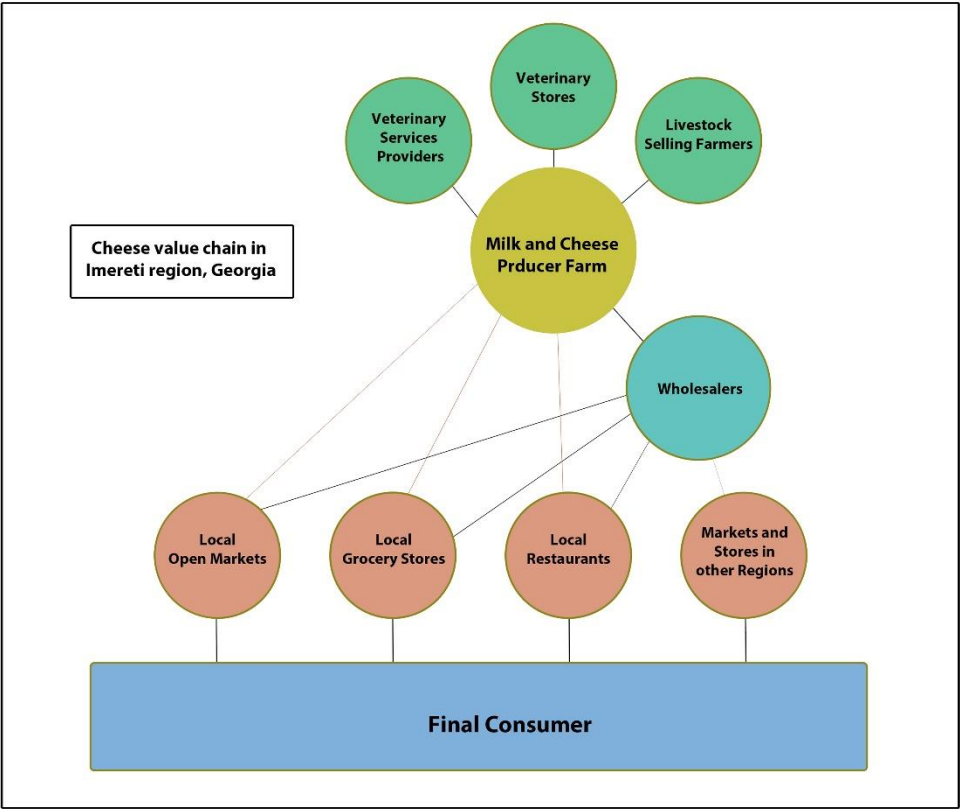 Veterinary
Stores
Veterinary
Services
Providers
Livestock
Selling Farmers
Milk and Cheese
Prducer Farm
Cheese value chain in
Imereti region, Georgia
Wholesalers
Local
Open Markets
Local
Grocery Stores
Local
Restaurants
Markets and
Stores in
other Regions
Final Consumer